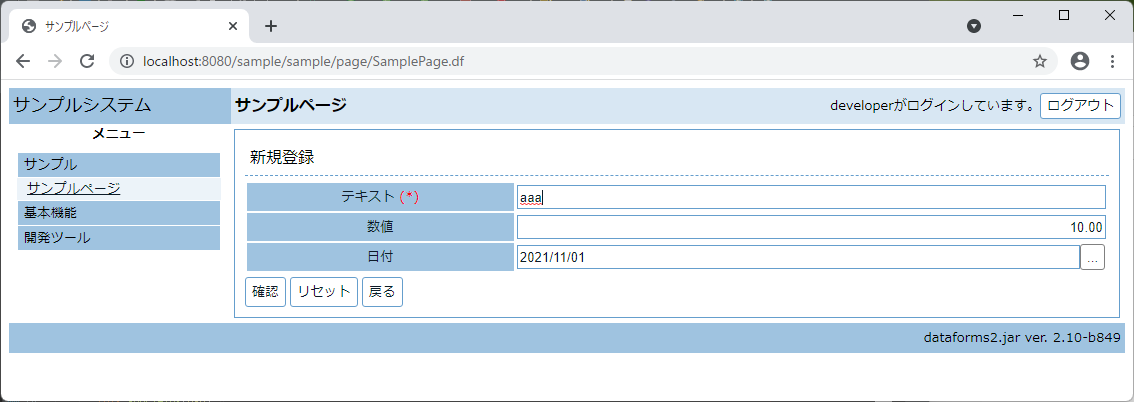 サンプルページ
localhost:8080/sample/sample/page/SamplePage.df
サンプルシステム
サンプルページ
developerがログインしています。 ログアウト
メニュー
サンプル
サンプルページ
基本機能
開発ツール
新規登録
テキスト (*) aaa
数値 10.00
日付 2021/11/01 ...
確認 リセット 戻る
dataforms2.jar ver. 2.10-b849